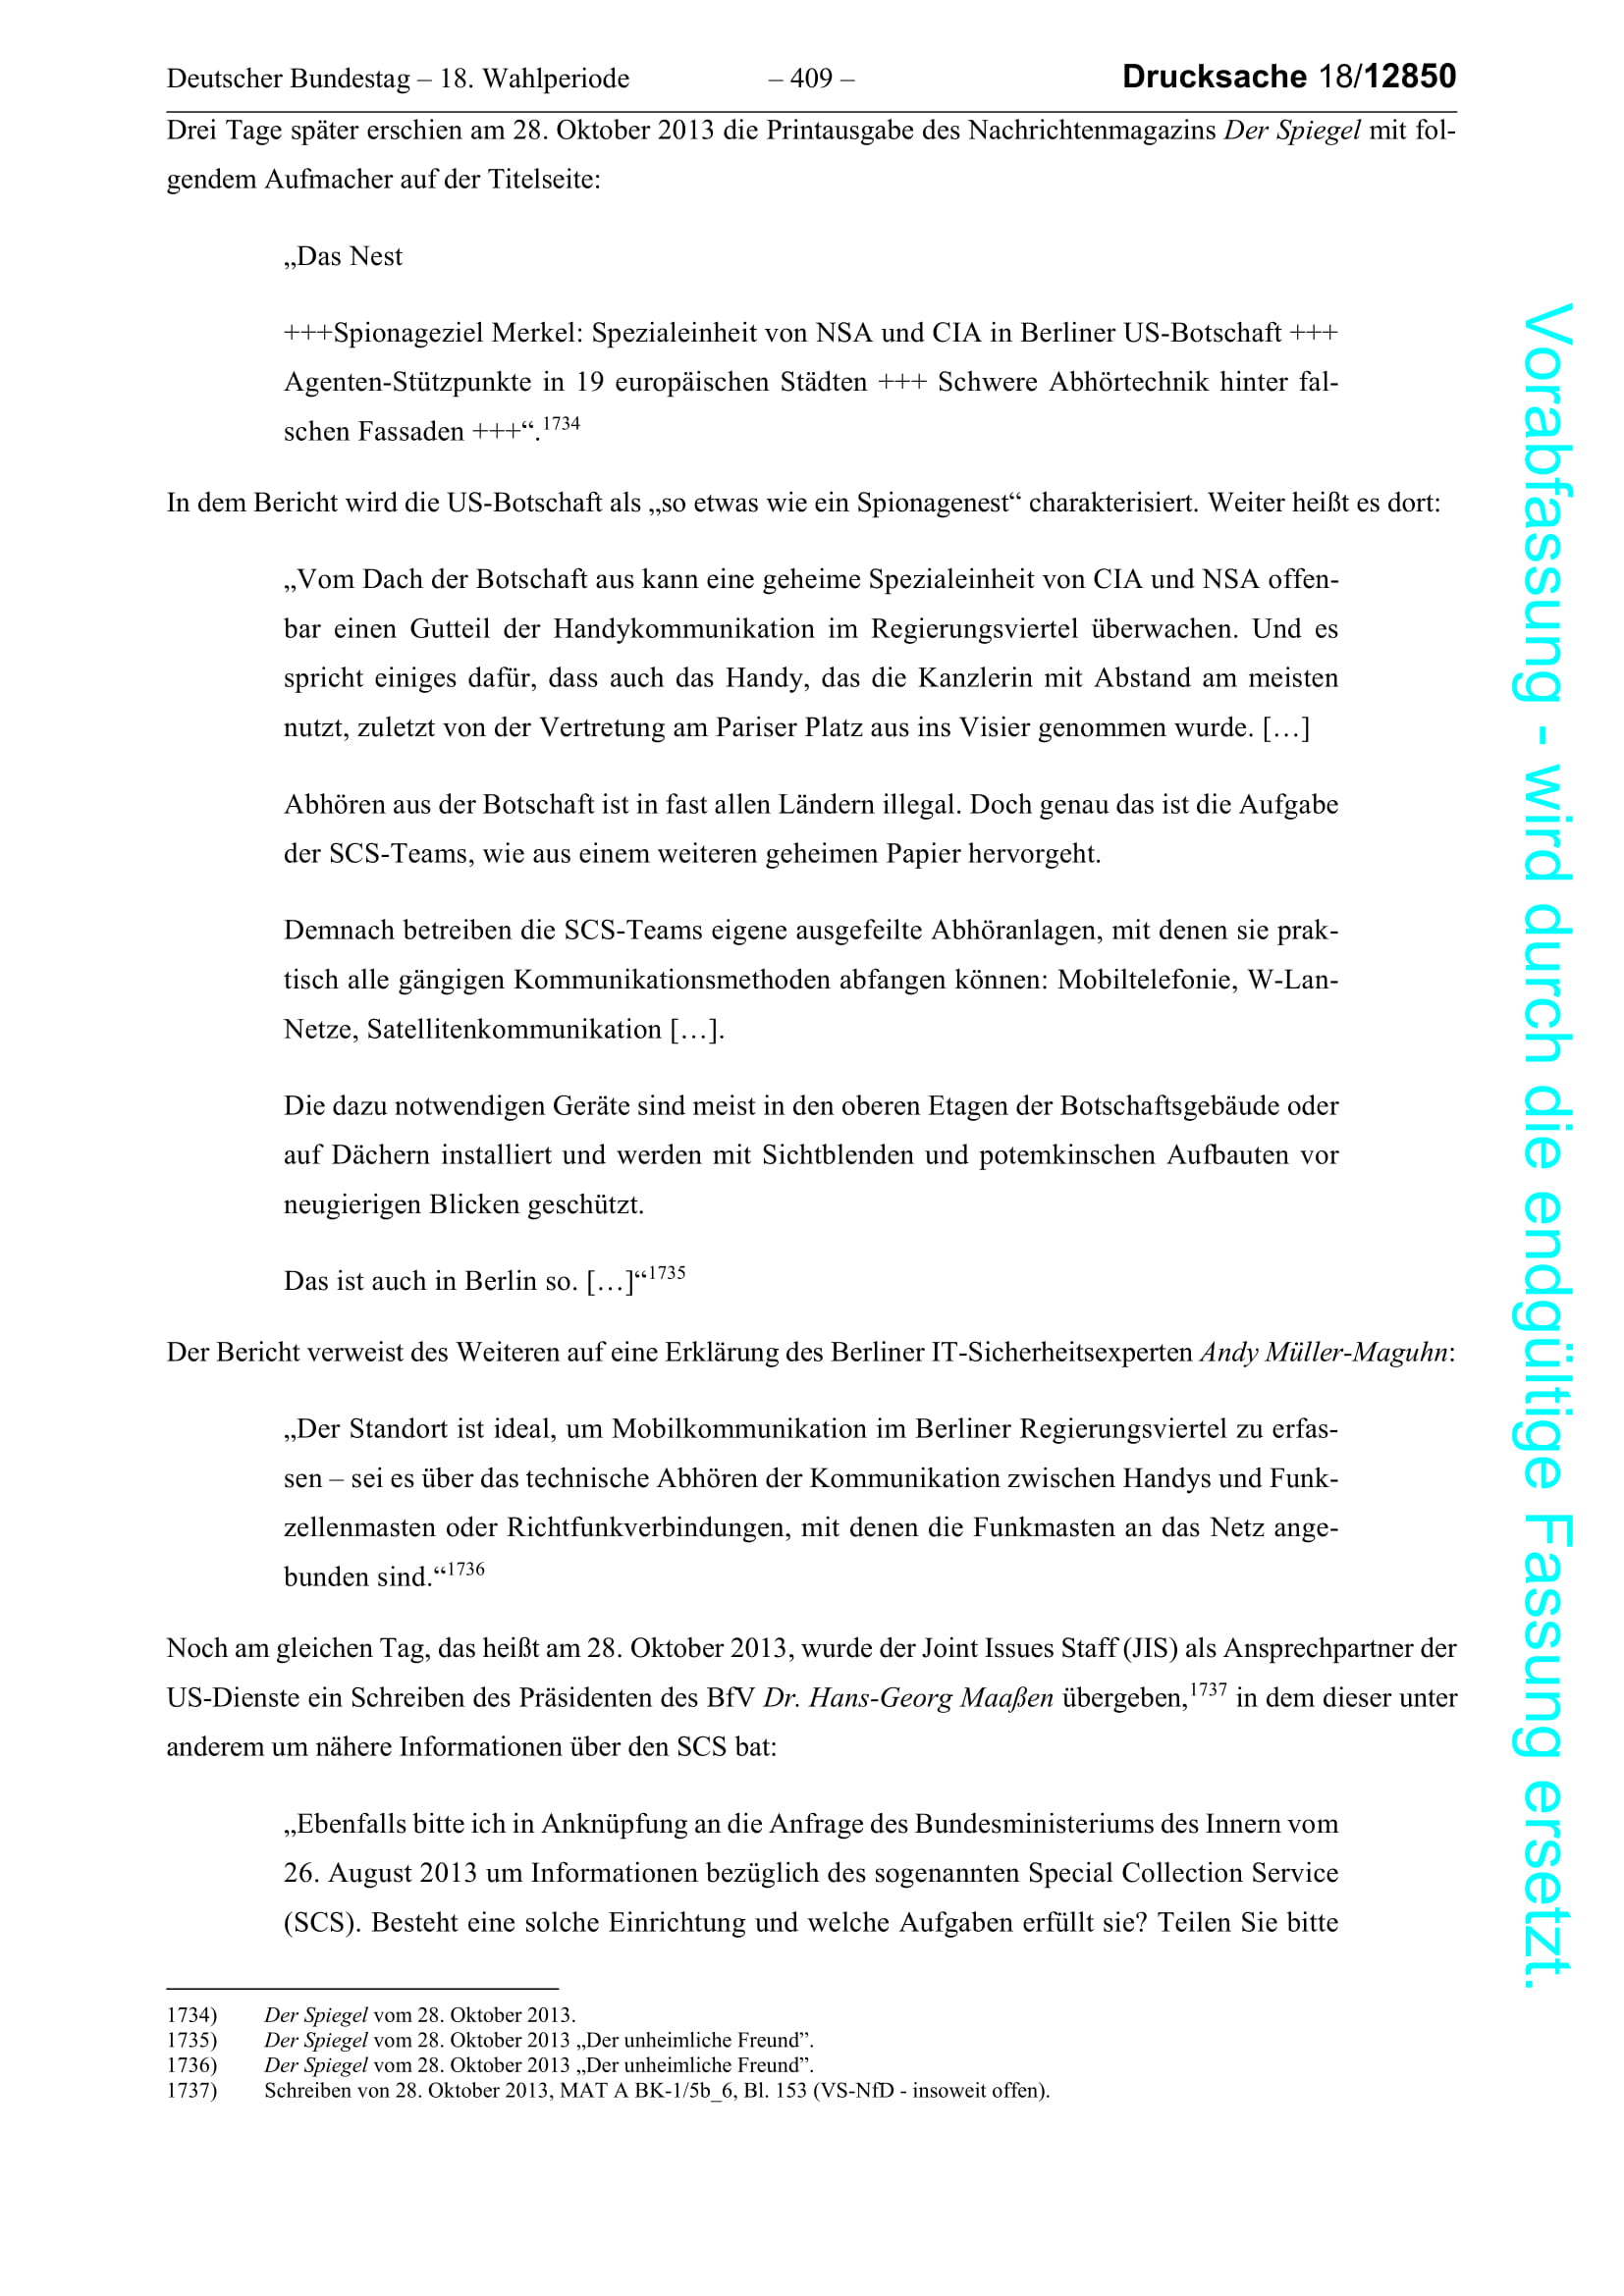 Deutscher Bundestag – 18. Wahlperiode – 409 – Drucksache 18/12850
Drei Tage später erschien am 28. Oktober 2013 die Printausgabe des Nachrichtenmagazins Der Spiegel mit fol-
gendem Aufmacher auf der Titelseite:
„Das Nest
+++Spionageziel Merkel: Spezialeinheit von NSA und CIA in Berliner US-Botschaft +++
Agenten-Stützpunkte in 19 europäischen Städten +++ Schwere Abhörtechnik hinter fal-
schen Fassaden +++“.1734
In dem Bericht wird die US-Botschaft als „so etwas wie ein Spionagenest“ charakterisiert. Weiter heißt es dort:
„Vom Dach der Botschaft aus kann eine geheime Spezialeinheit von CIA und NSA offen-
bar einen Gutteil der Handykommunikation im Regierungsviertel überwachen. Und es
spricht einiges dafür, dass auch das Handy, das die Kanzlerin mit Abstand am meisten
nutzt, zuletzt von der Vertretung am Pariser Platz aus ins Visier genommen wurde. […]
Abhören aus der Botschaft ist in fast allen Ländern illegal. Doch genau das ist die Aufgabe
der SCS-Teams, wie aus einem weiteren geheimen Papier hervorgeht.
Demnach betreiben die SCS-Teams eigene ausgefeilte Abhöranlagen, mit denen sie prak-
tisch alle gängigen Kommunikationsmethoden abfangen können: Mobiltelefonie, W-Lan-
Netze, Satellitenkommunikation […].
Die dazu notwendigen Geräte sind meist in den oberen Etagen der Botschaftsgebäude oder
auf Dächern installiert und werden mit Sichtblenden und potemkinschen Aufbauten vor
neugierigen Blicken geschützt.
Das ist auch in Berlin so. […]“1735
Der Bericht verweist des Weiteren auf eine Erklärung des Berliner IT-Sicherheitsexperten Andy Müller-Maguhn:
„Der Standort ist ideal, um Mobilkommunikation im Berliner Regierungsviertel zu erfas-
sen – sei es über das technische Abhören der Kommunikation zwischen Handys und Funk-
zellenmasten oder Richtfunkverbindungen, mit denen die Funkmasten an das Netz ange-
bunden sind.“1736
Noch am gleichen Tag, das heißt am 28. Oktober 2013, wurde der Joint Issues Staff (JIS) als Ansprechpartner der
US-Dienste ein Schreiben des Präsidenten des BfV Dr. Hans-Georg Maaßen übergeben,1737 in dem dieser unter
anderem um nähere Informationen über den SCS bat:
„Ebenfalls bitte ich in Anknüpfung an die Anfrage des Bundesministeriums des Innern vom
26. August 2013 um Informationen bezüglich des sogenannten Special Collection Service
(SCS). Besteht eine solche Einrichtung und welche Aufgaben erfüllt sie? Teilen Sie bitte
1734) Der Spiegel vom 28. Oktober 2013.
1735) Der Spiegel vom 28. Oktober 2013 „Der unheimliche Freund”.
1736) Der Spiegel vom 28. Oktober 2013 „Der unheimliche Freund”.
1737) Schreiben von 28. Oktober 2013, MAT A BK-1/5b_6, Bl. 153 (VS-NfD - insoweit offen).
Vorabfassung - wird durch die endgültige Fassung ersetzt.